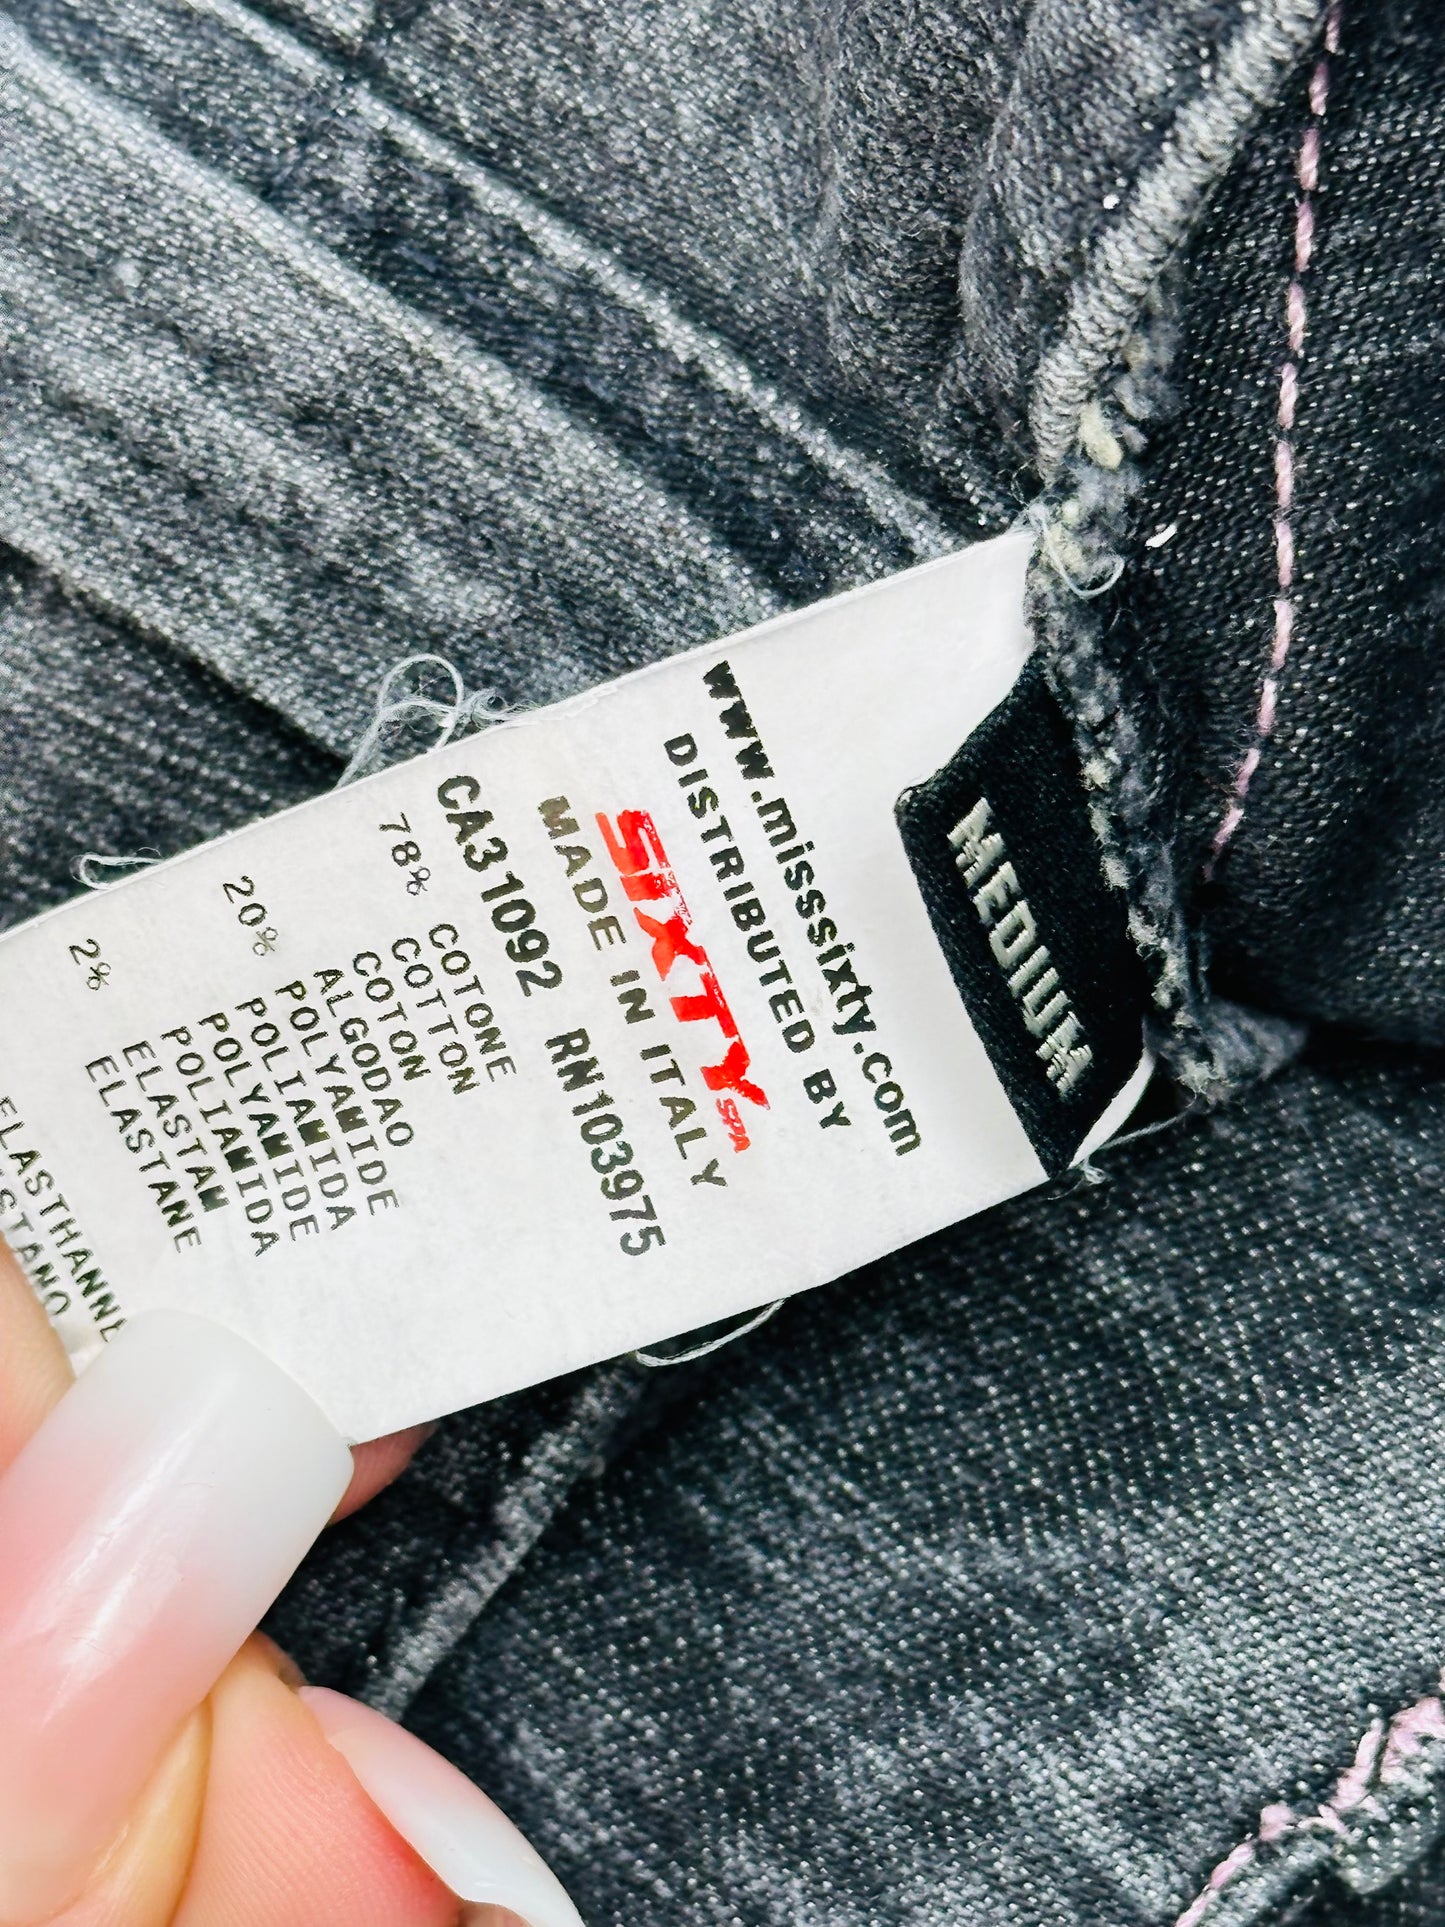 MEDIUM
www.misssixty.com
DISTRIBUTED BY
SIXTY SPA
MADE IN ITALY
CA31092 RN103975
78% COTONE
COTTON
COTON
ALGODAO
20% POLYAMIDE
POLIAMIDA
POLYAMIDE
POLIAMIDA
2% ELASTAN
ELASTANE